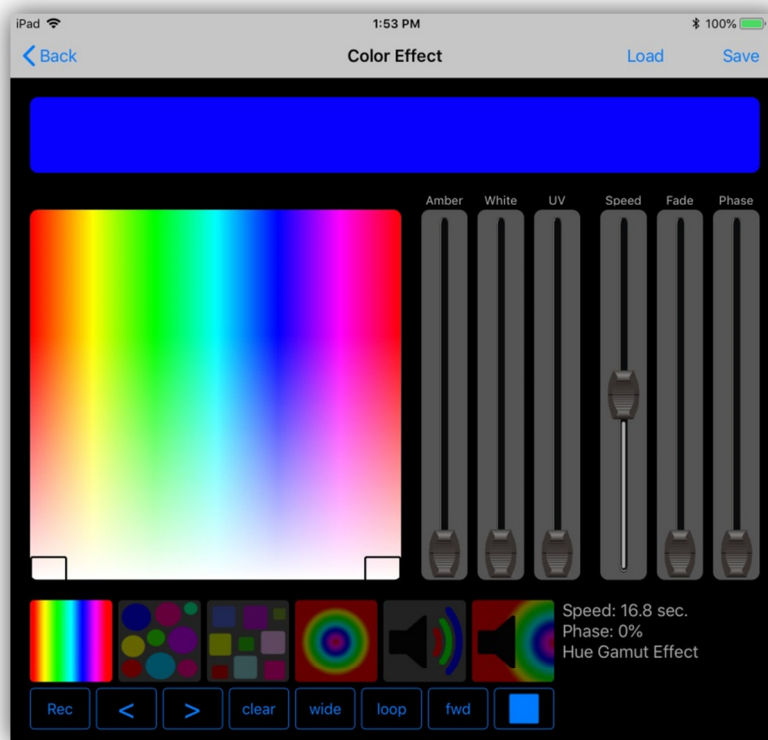 iPad 1:53 PM 100%
Back Color Effect Load Save
Amber White UV Speed Fade Phase
Speed: 16.8 sec.
Phase: 0%
Hue Gamut Effect
Rec < > clear wide loop fwd